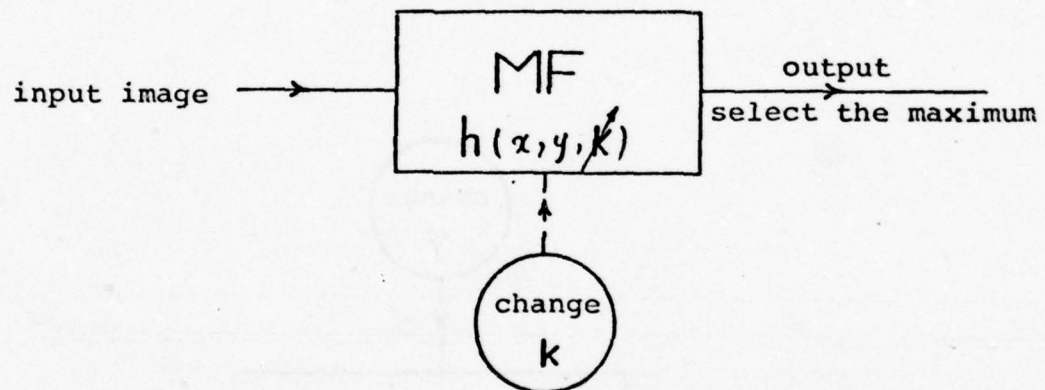 input image
MF
h(x,y,k)
output
select the maximum
change
k